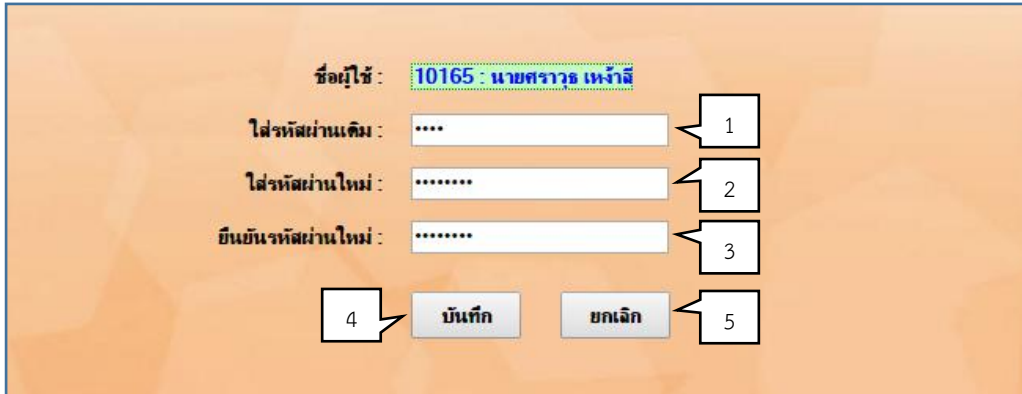 ชื่อผู้ใช้ : 10165 : นายศราวุธ เหง้าสี
ใส่รหัสผ่านเดิม : •••• 1
ใส่รหัสผ่านใหม่ : •••••••• 2
ยืนยันรหัสผ่านใหม่ : •••••••• 3
4 บันทึก ยกเลิก 5